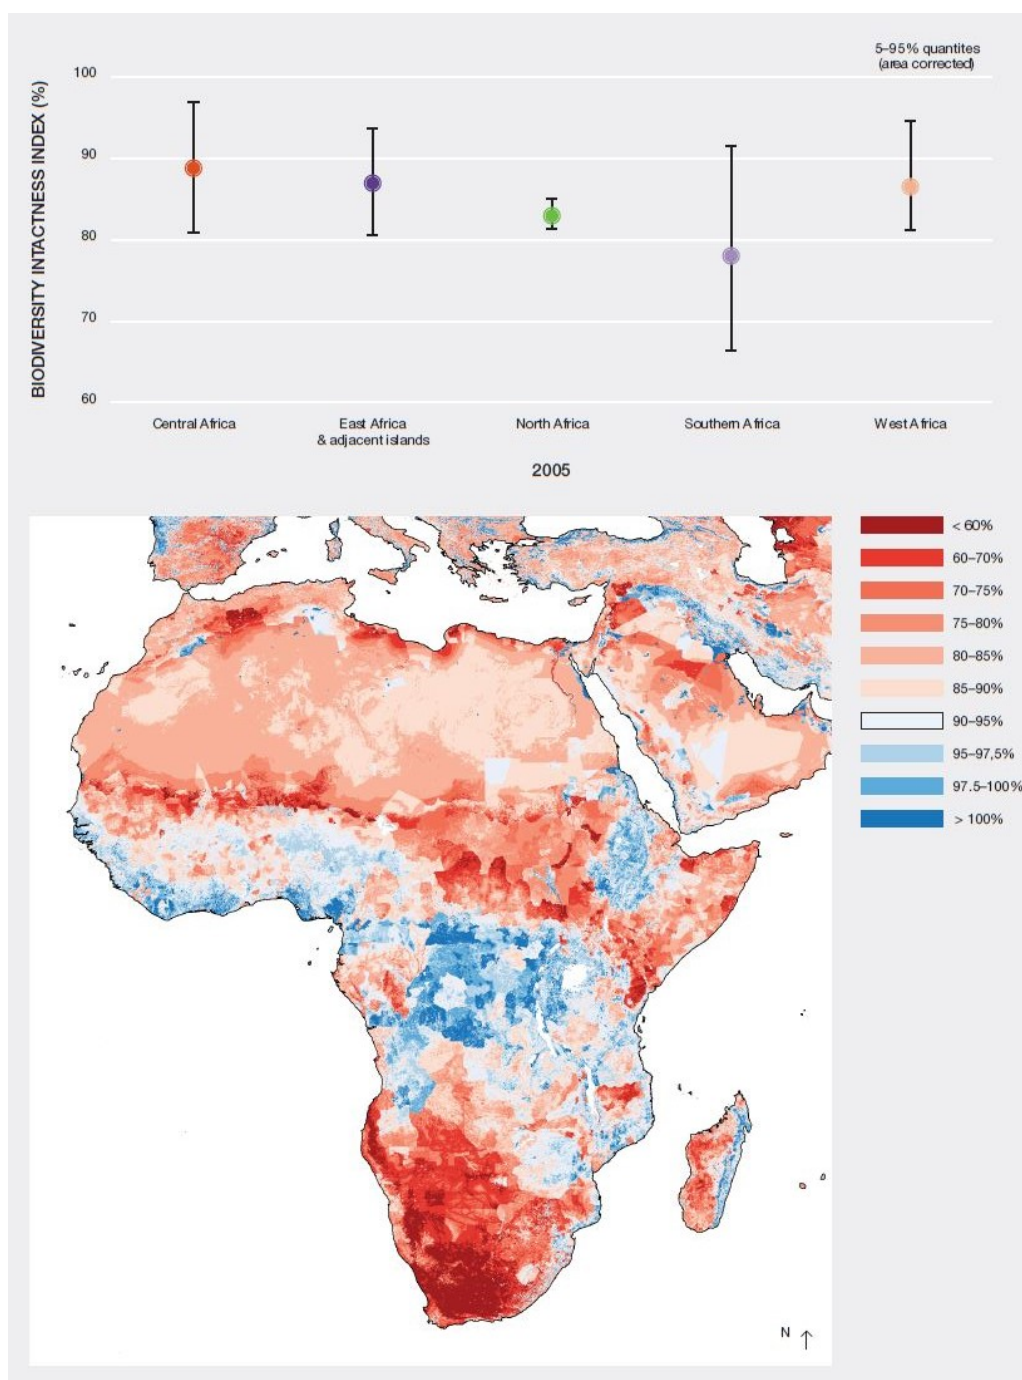 5–95% quantites
(area corrected)
BIODIVERSITY INTACTNESS INDEX (%)
100
90
80
70
60
Central Africa
East Africa
& adjacent islands
North Africa
Southern Africa
West Africa
2005
< 60%
60–70%
70–75%
75–80%
80–85%
85–90%
90–95%
95–97,5%
97.5–100%
> 100%
N